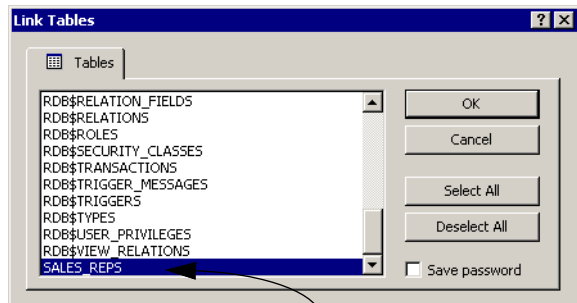 Link Tables
Tables
RDB$RELATION_FIELDS
RDB$RELATIONS
RDB$ROLES
RDB$SECURITY_CLASSES
RDB$TRANSACTIONS
RDB$TRIGGER_MESSAGES
RDB$TRIGGERS
RDB$TYPES
RDB$USER_PRIVILEGES
RDB$VIEW_RELATIONS
SALES_REPS
OK
Cancel
Select All
Deselect All
Save password